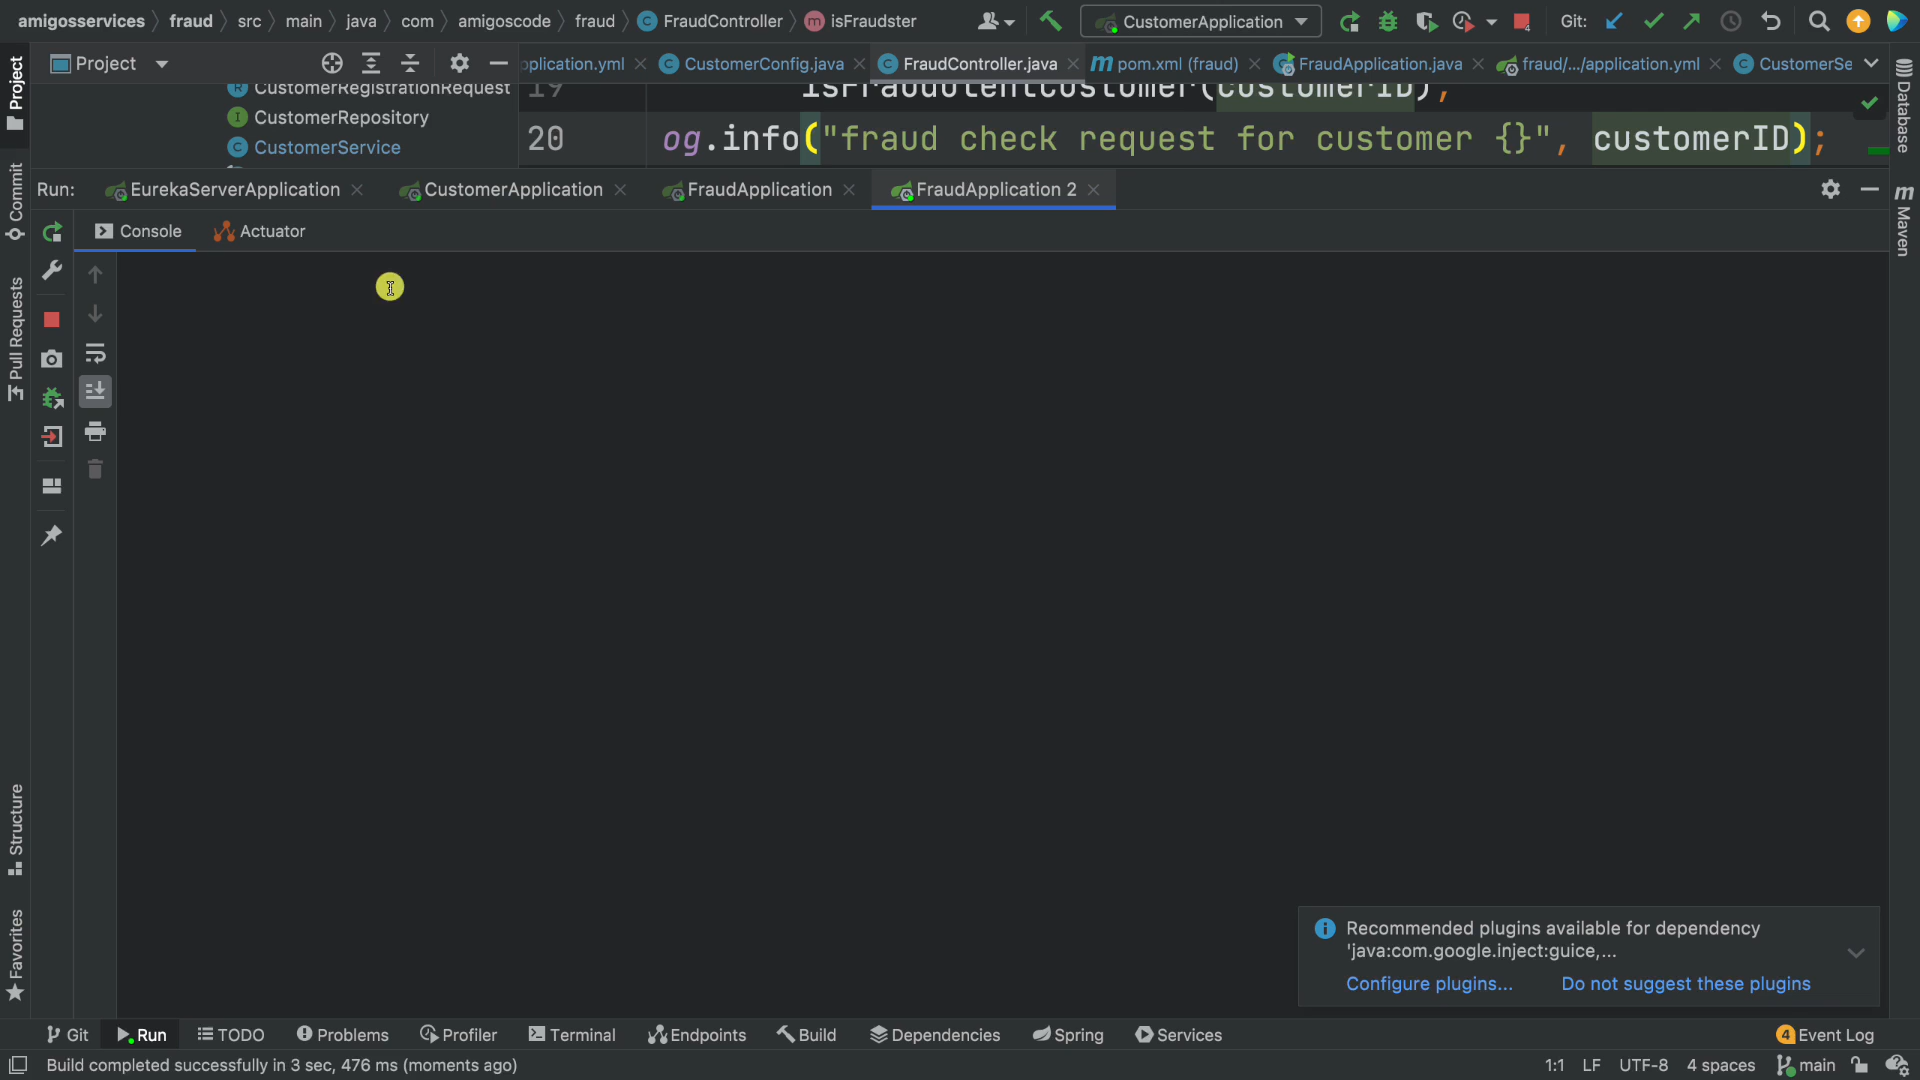 amigosservices fraud src main java com amigoscode fraud FraudController isFraudster CustomerApplication Git:
Project pplication.yml CustomerConfig.java FraudController.java pom.xml (fraud) FraudApplication.java fraud/.../application.yml CustomerSe
CustomerRegistrationRequest
19 isFraudulentCustomer(customerID);
CustomerRepository
20 og.info("fraud check request for customer {}", customerID);
CustomerService
Run: EurekaServerApplication CustomerApplication FraudApplication FraudApplication 2
Console Actuator
Project
Commit
Pull Requests
Structure
Favorites
Database
Maven
Recommended plugins available for dependency
'java:com.google.inject:guice,...
Configure plugins... Do not suggest these plugins
Git Run TODO Problems Profiler Terminal Endpoints Build Dependencies Spring Services 4 Event Log
Build completed successfully in 3 sec, 476 ms (moments ago) 1:1 LF UTF-8 4 spaces main